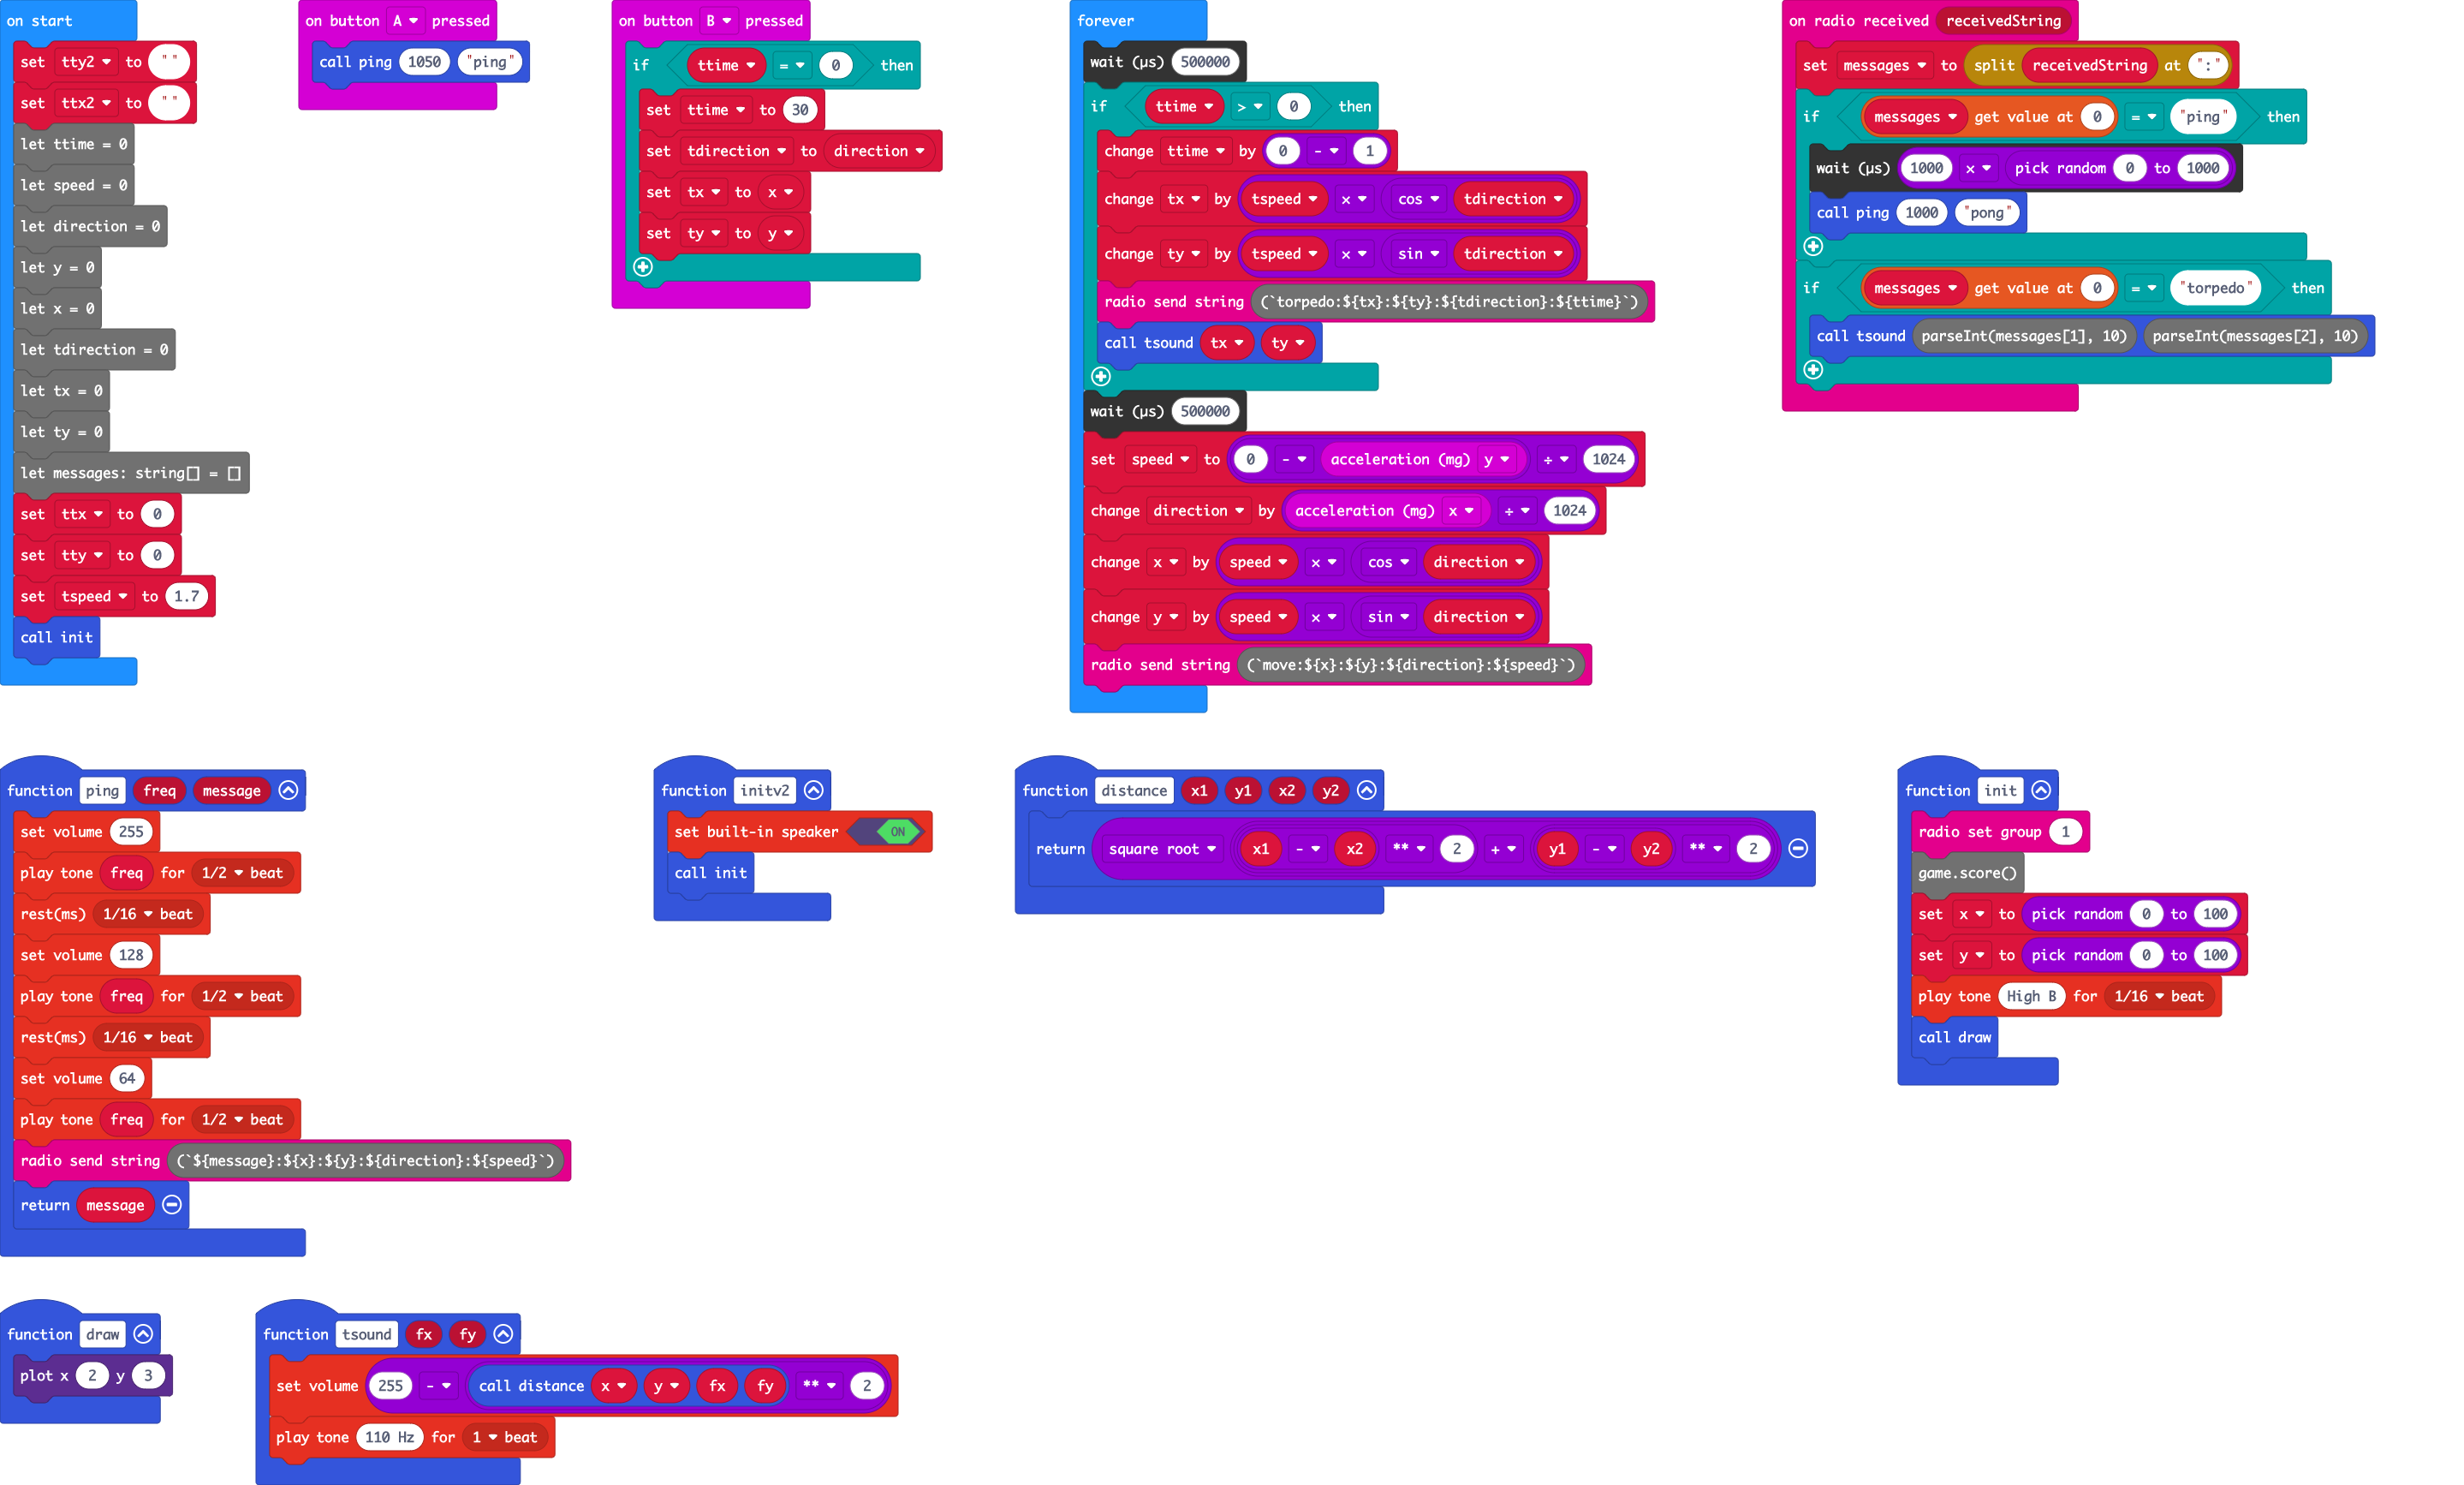 on start
set tty2 to " "
set ttx2 to " "
let ttime = 0
let speed = 0
let direction = 0
let y = 0
let x = 0
let tdirection = 0
let tx = 0
let ty = 0
let messages: string[] = []
set ttx to 0
set tty to 0
set tspeed to 1.7
call init
on button A pressed
call ping 1050 "ping"
on button B pressed
if ttime = 0 then
set ttime to 30
set tdirection to direction
set tx to x
set ty to y
forever
wait (µs) 500000
if ttime > 0 then
change ttime by 0 - 1
change tx by tspeed x cos tdirection
change ty by tspeed x sin tdirection
radio send string (`torpedo:${tx}:${ty}:${tdirection}:${ttime}`)
call tsound tx ty
wait (µs) 500000
set speed to 0 - acceleration (mg) y ÷ 1024
change direction by acceleration (mg) x ÷ 1024
change x by speed x cos direction
change y by speed x sin direction
radio send string (`move:${x}:${y}:${direction}:${speed}`)
on radio received receivedString
set messages to split receivedString at ":"
if messages get value at 0 = "ping" then
wait (µs) 1000 x pick random 0 to 1000
call ping 1000 "pong"
if messages get value at 0 = "torpedo" then
call tsound parseInt(messages[1], 10) parseInt(messages[2], 10)
function ping freq message
set volume 255
play tone freq for 1/2 beat
rest(ms) 1/16 beat
set volume 128
play tone freq for 1/2 beat
rest(ms) 1/16 beat
set volume 64
play tone freq for 1/2 beat
radio send string (`${message}:${x}:${y}:${direction}:${speed}`)
return message
function initv2
set built-in speaker ON
call init
function distance x1 y1 x2 y2
return square root x1 - x2 ** 2 + y1 - y2 ** 2
function init
radio set group 1
game.score()
set x to pick random 0 to 100
set y to pick random 0 to 100
play tone High B for 1/16 beat
call draw
function draw
plot x 2 y 3
function tsound fx fy
set volume 255 - call distance x y fx fy ** 2
play tone 110 Hz for 1 beat